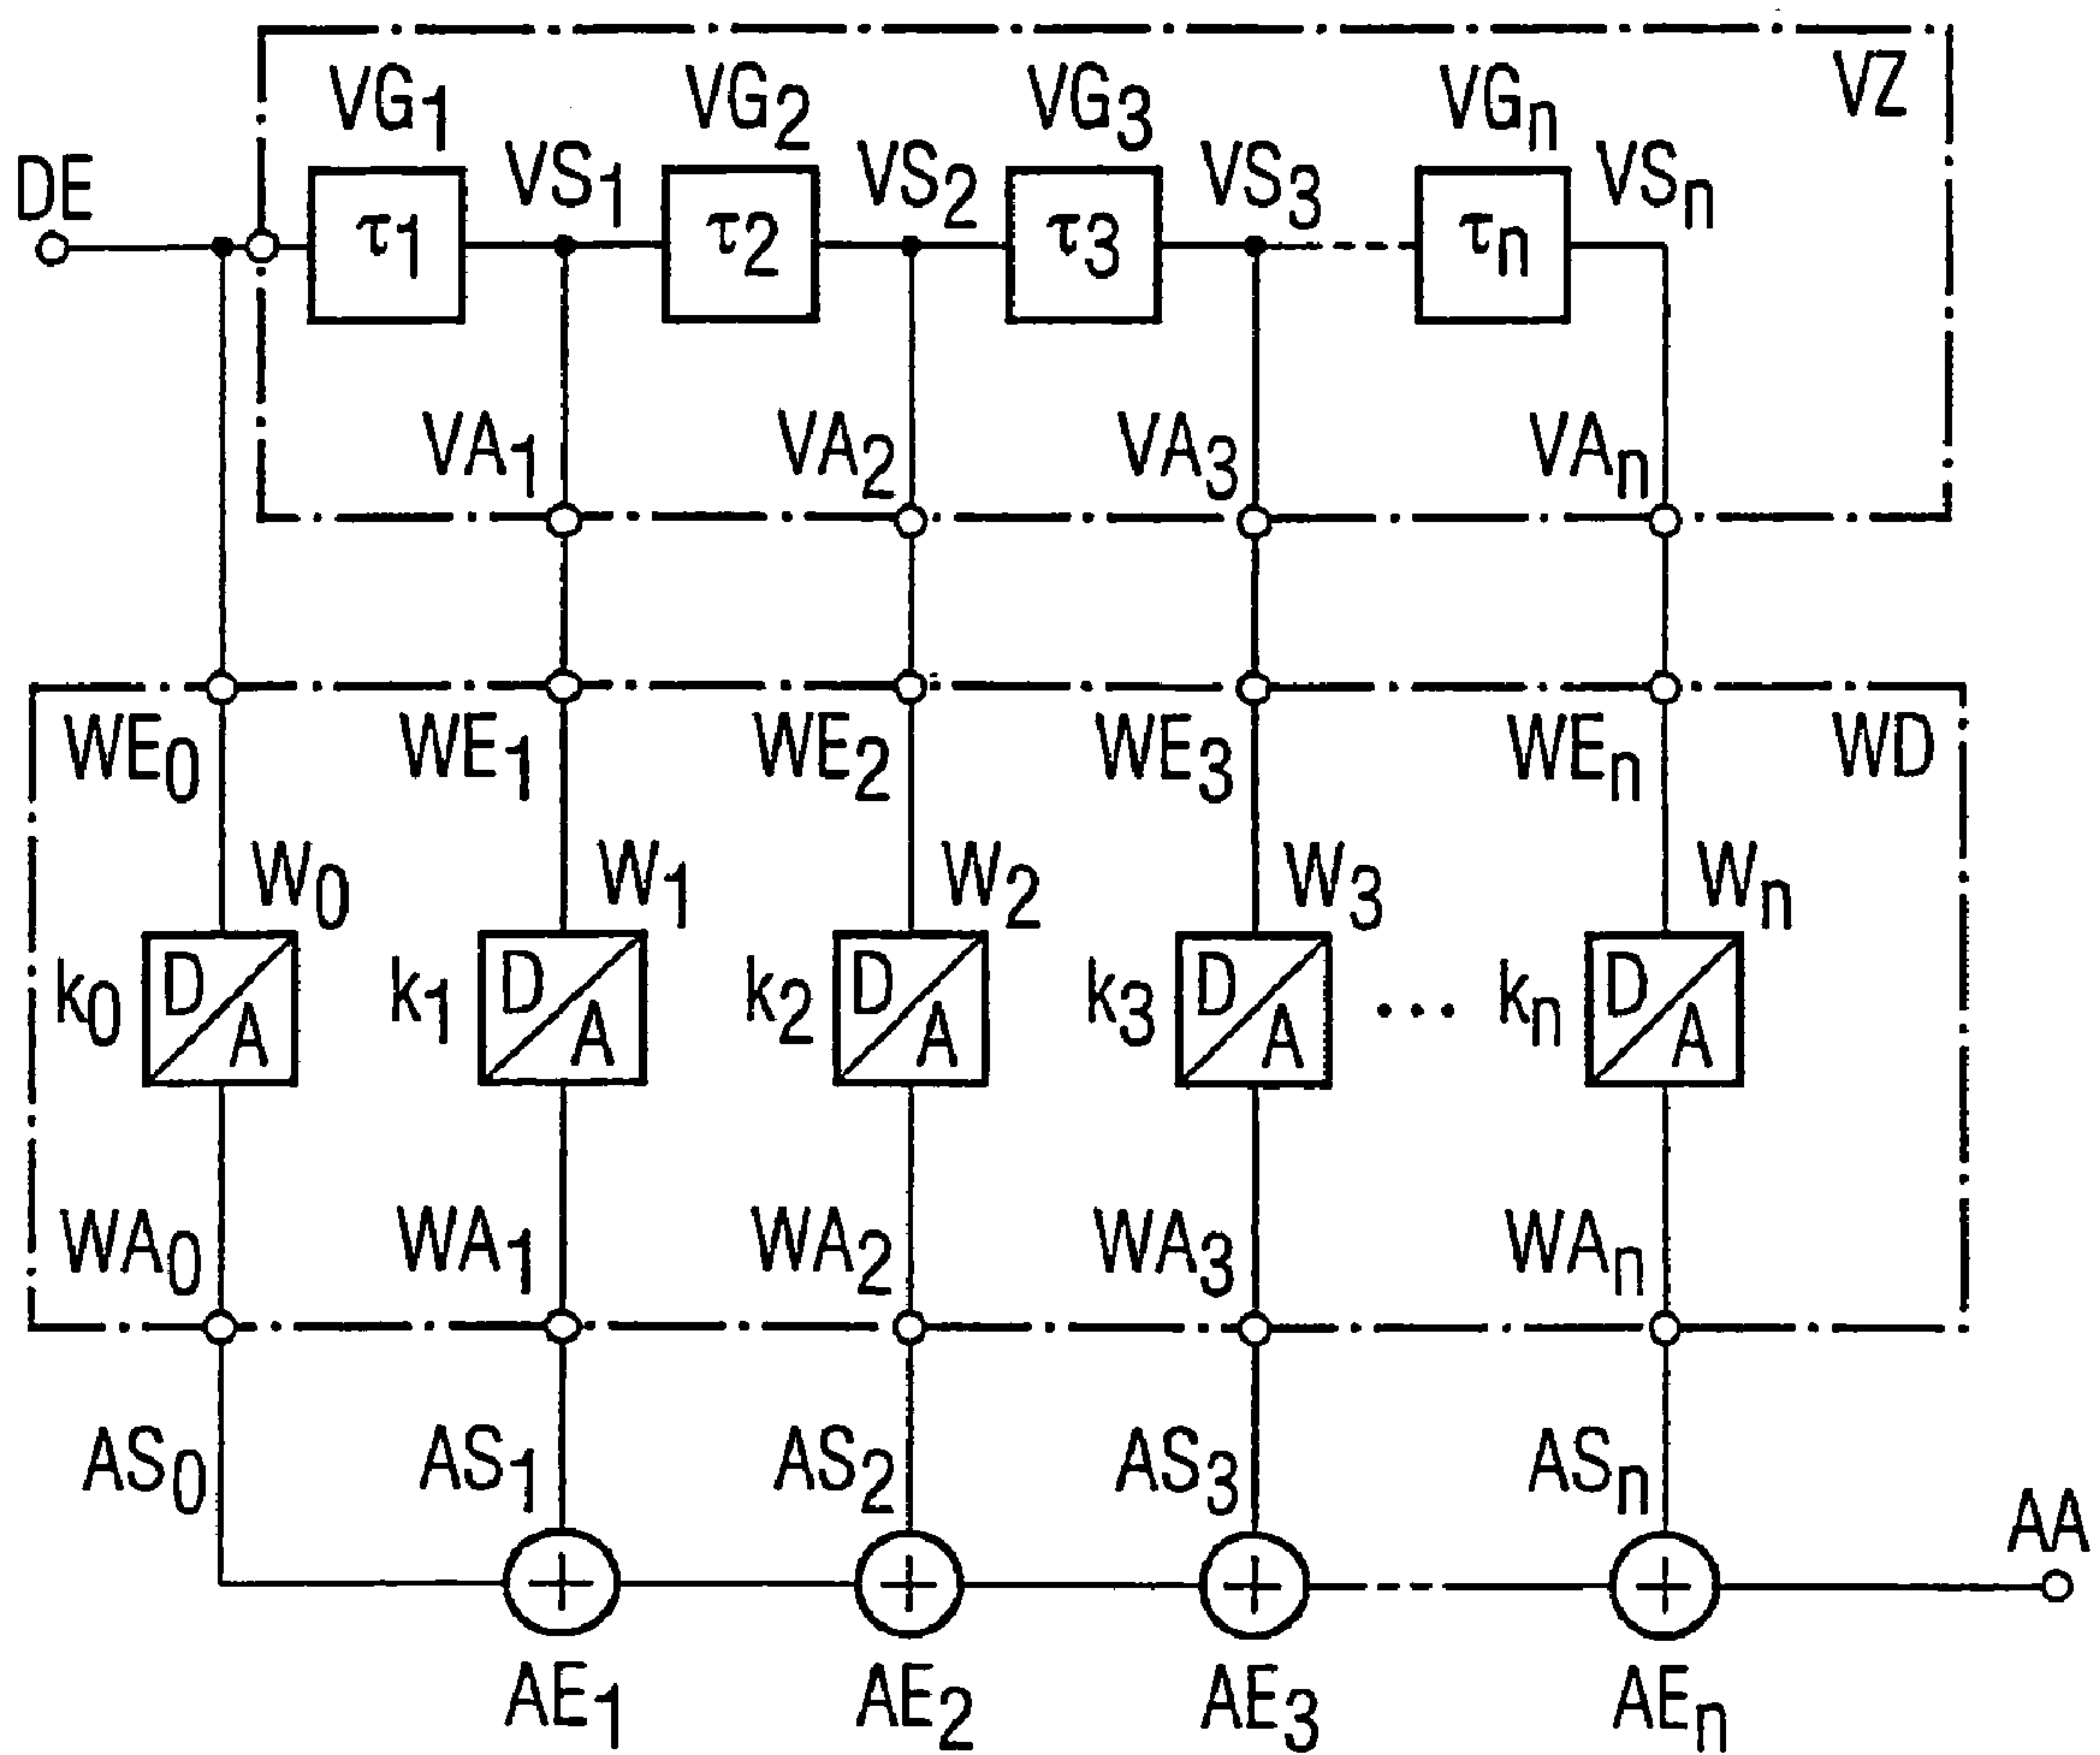 VG1 VG2 VG3 VGn VZ
DE VS1 VS2 VS3 VSn
τ1 τ2 τ3 τn
VA1 VA2 VA3 VAn
WE0 WE1 WE2 WE3 WEn WD
W0 W1 W2 W3 Wn
k0 D/A k1 D/A k2 D/A k3 D/A ... kn D/A
WA0 WA1 WA2 WA3 WAn
AS0 AS1 AS2 AS3 ASn
+ + + + AA
AE1 AE2 AE3 AEn